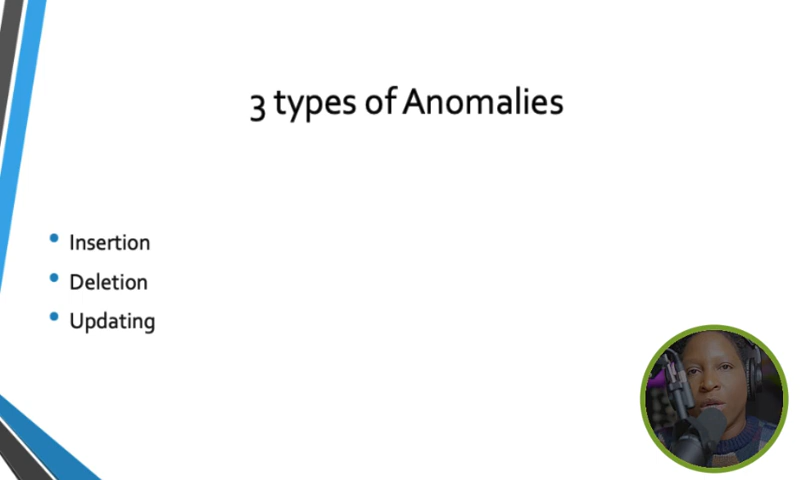 3 types of Anomalies
Insertion
Deletion
Updating